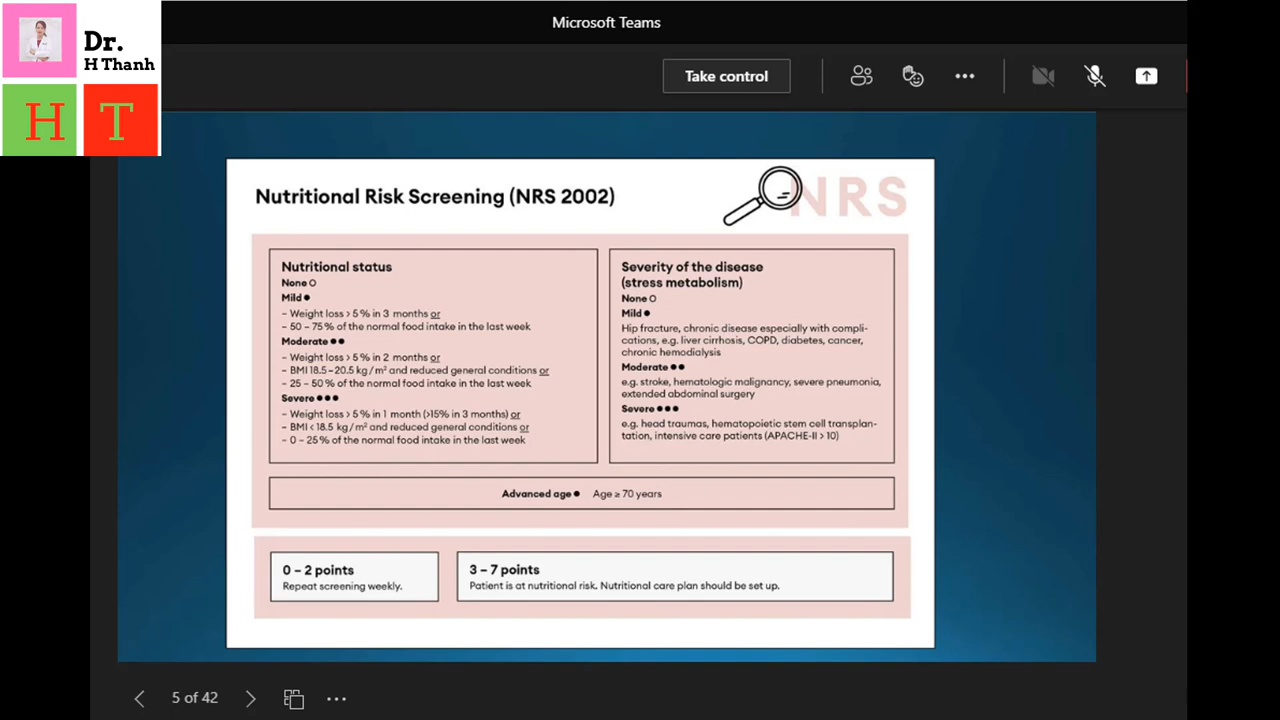 Microsoft Teams
Dr.
H Thanh
H T
Take control
Nutritional Risk Screening (NRS 2002)
NRS
Nutritional status
None O
Mild ●
– Weight loss > 5 % in 3 months or
– 50 – 75 % of the normal food intake in the last week
Moderate ●●
– Weight loss > 5 % in 2 months or
– BMI 18.5 – 20.5 kg / m² and reduced general conditions or
– 25 – 50 % of the normal food intake in the last week
Severe ●●●
– Weight loss > 5 % in 1 month (>15% in 3 months) or
– BMI < 18.5 kg / m² and reduced general conditions or
– 0 – 25 % of the normal food intake in the last week
Severity of the disease
(stress metabolism)
None O
Mild ●
Hip fracture, chronic disease especially with compli-
cations, e.g. liver cirrhosis, COPD, diabetes, cancer,
chronic hemodialysis
Moderate ●●
e.g. stroke, hematologic malignancy, severe pneumonia,
extended abdominal surgery
Severe ●●●
e.g. head traumas, hematopoietic stem cell transplan-
tation, intensive care patients (APACHE-II > 10)
Advanced age ● Age ≥ 70 years
0 – 2 points
Repeat screening weekly.
3 – 7 points
Patient is at nutritional risk. Nutritional care plan should be set up.
5 of 42